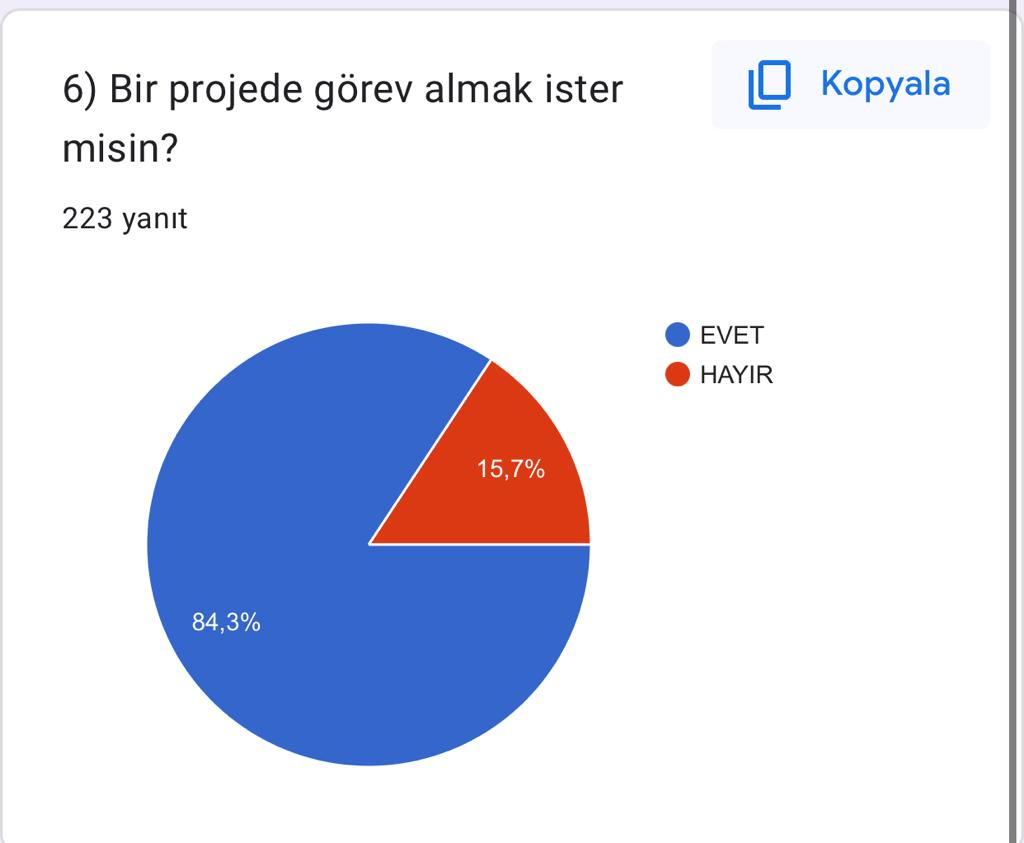 6) Bir projede görev almak ister
misin?
Kopyala
223 yanıt
EVET
HAYIR
15,7%
84,3%